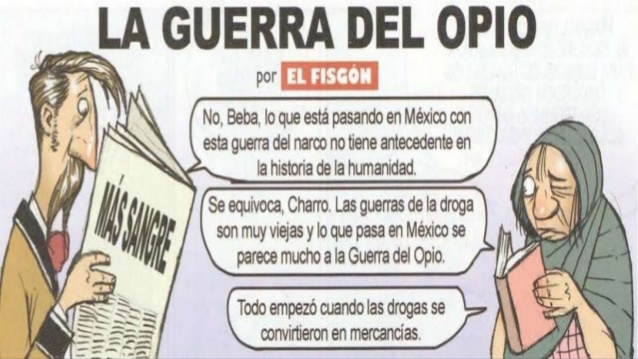 LA GUERRA DEL OPIO
por EL FISGÓN
No, Beba, lo que está pasando en México con
esta guerra del narco no tiene antecedente en
la historia de la humanidad.
MÁS SANGRE
Se equivoca, Charro. Las guerras de la droga
son muy viejas y lo que pasa en México se
parece mucho a la Guerra del Opio.
Todo empezó cuando las drogas se
convirtieron en mercancías.